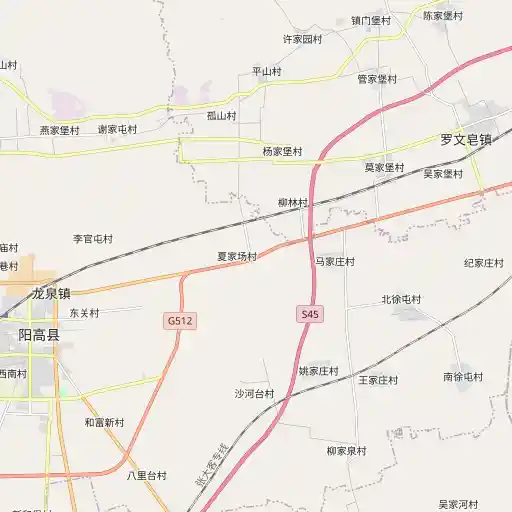 陈家堡村
镇门堡村
许家园村
山村
平山村
管家堡村
孤山村
燕家堡村
谢家屯村
罗文皂镇
杨家堡村
莫家堡村
吴家堡村
柳林村
李官屯村
庙村
夏家场村
马家庄村
纪家庄村
巷村
龙泉镇
北徐屯村
东关村
G512
S45
阳高县
西南村
姚家庄村
王家庄村
南徐屯村
沙河台村
和富新村
张大客专线
柳家泉村
八里台村
吴家河村